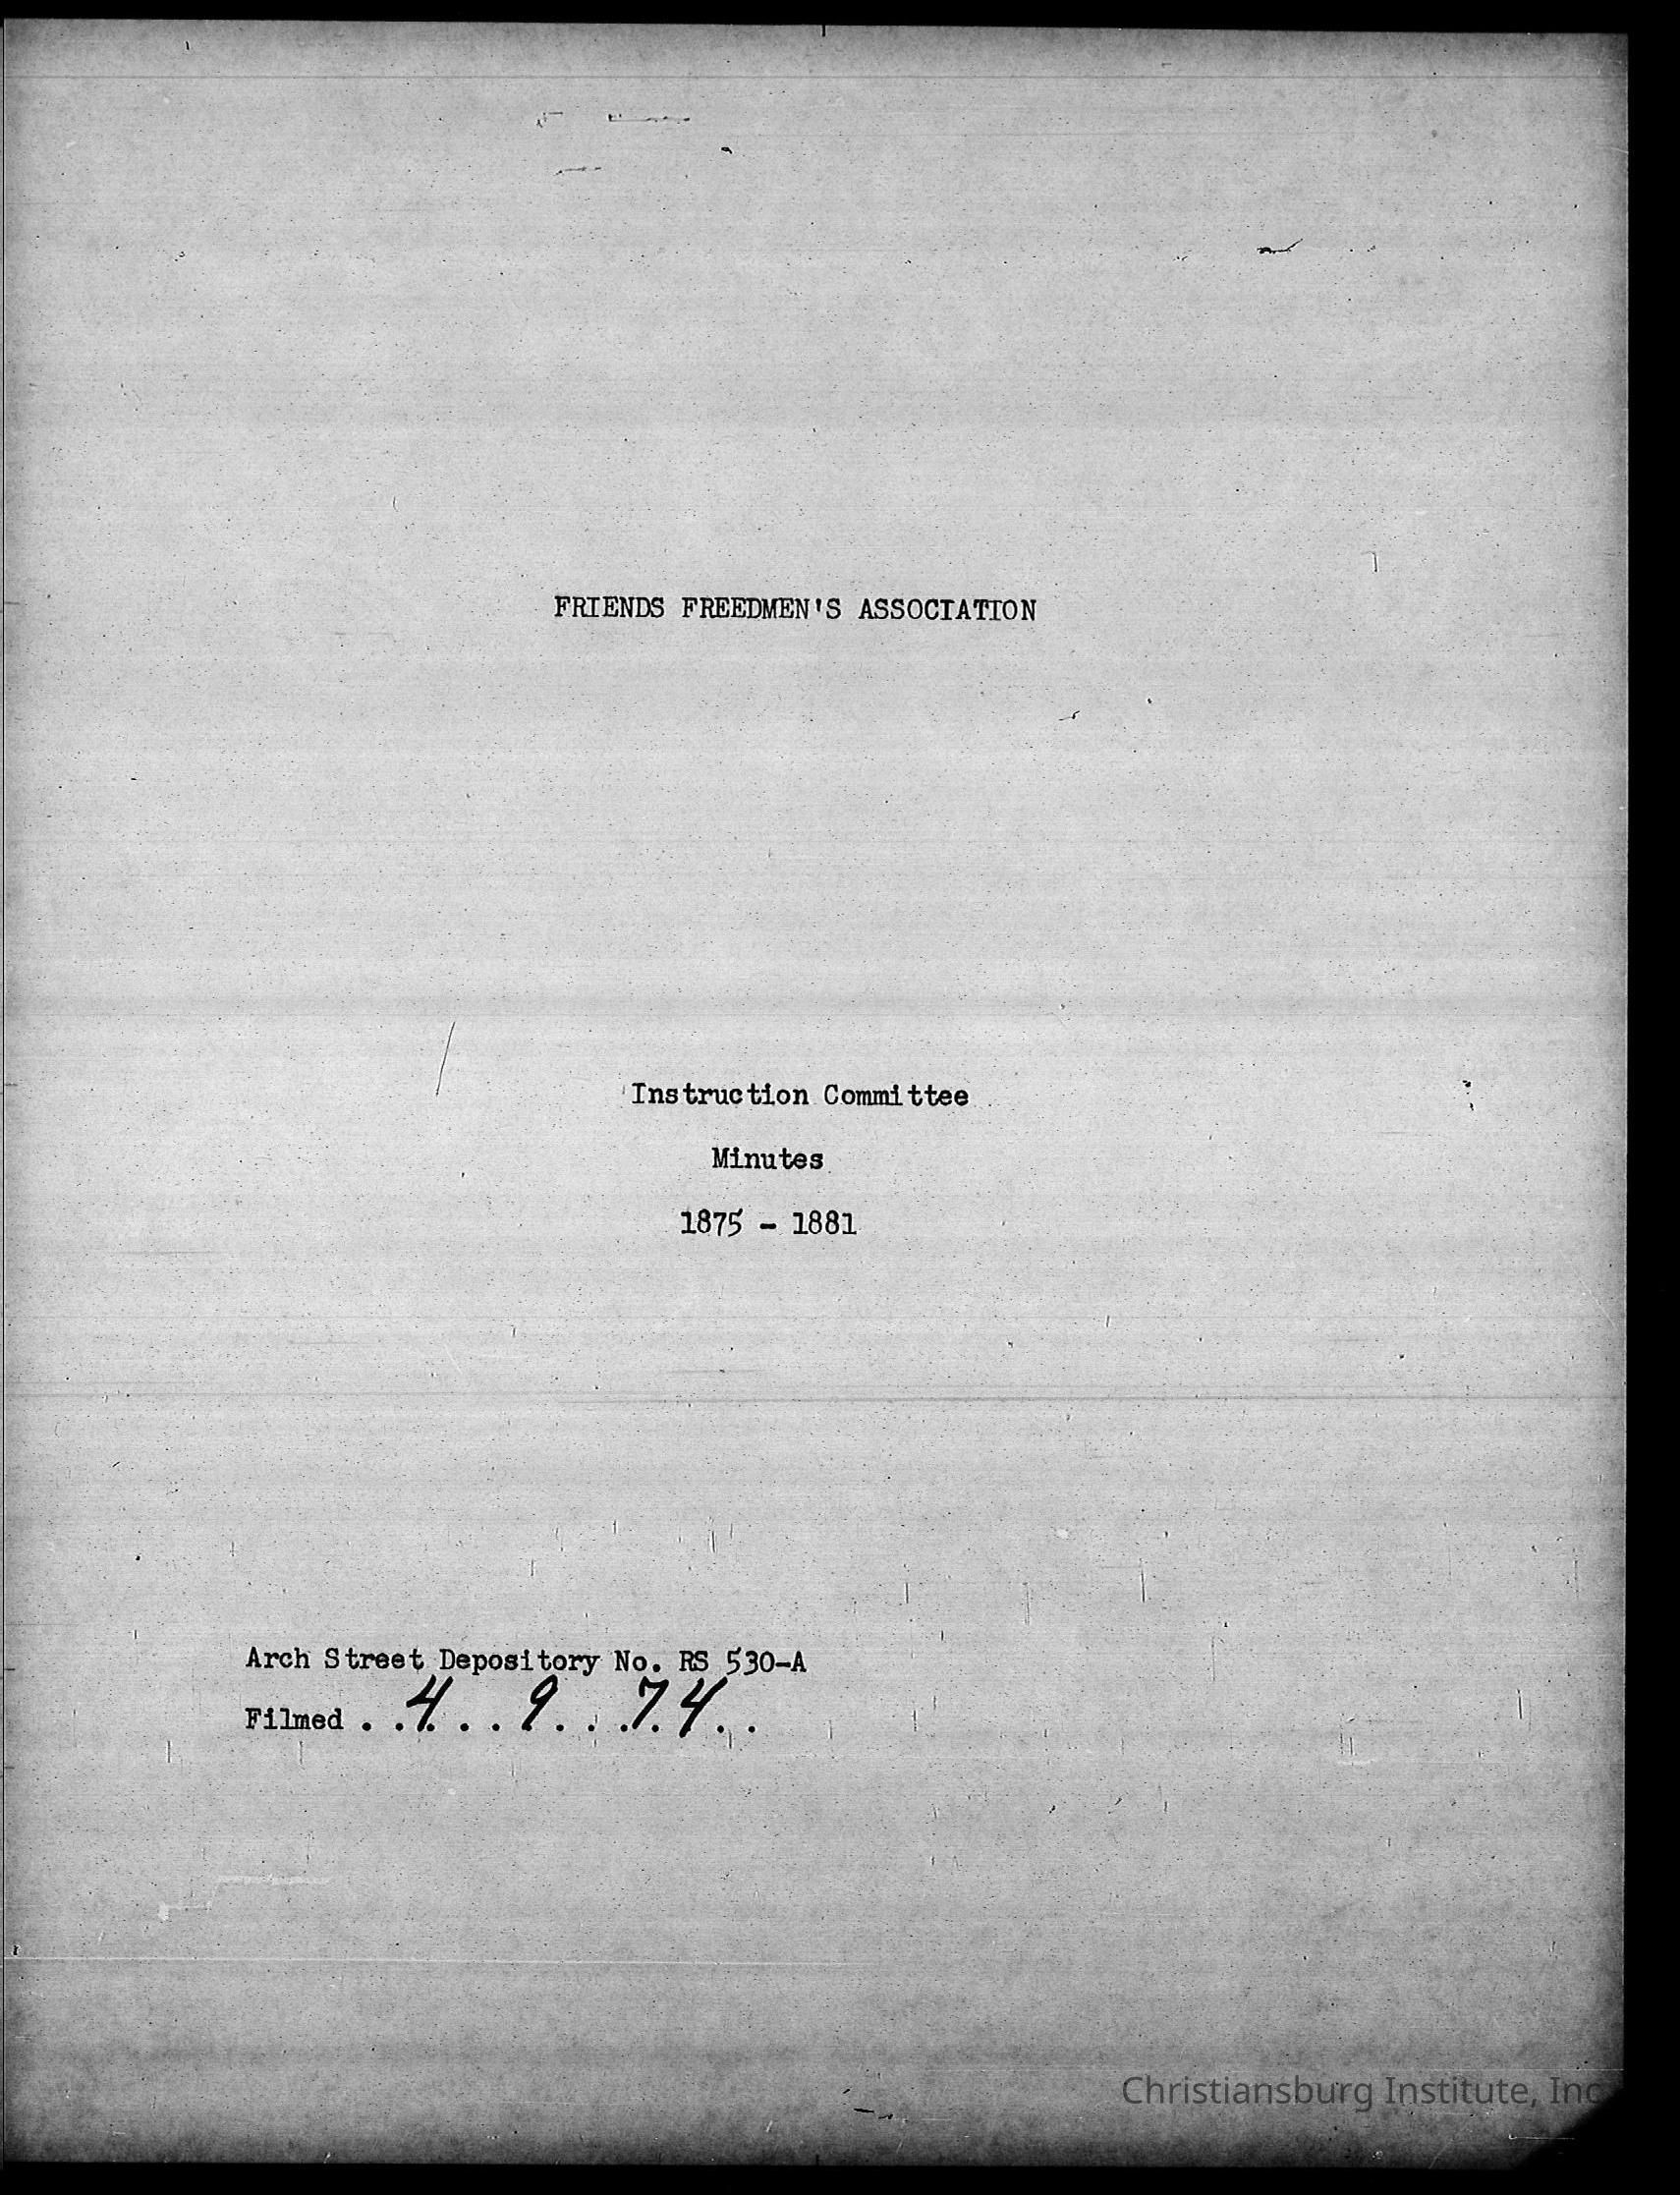 FRIENDS FREEDMEN'S ASSOCIATION
Instruction Committee
Minutes
1875 - 1881
Arch Street Depository No. RS 530-A
Filmed . .4. . . 9. . .74. .
Christiansburg Institute, Inc